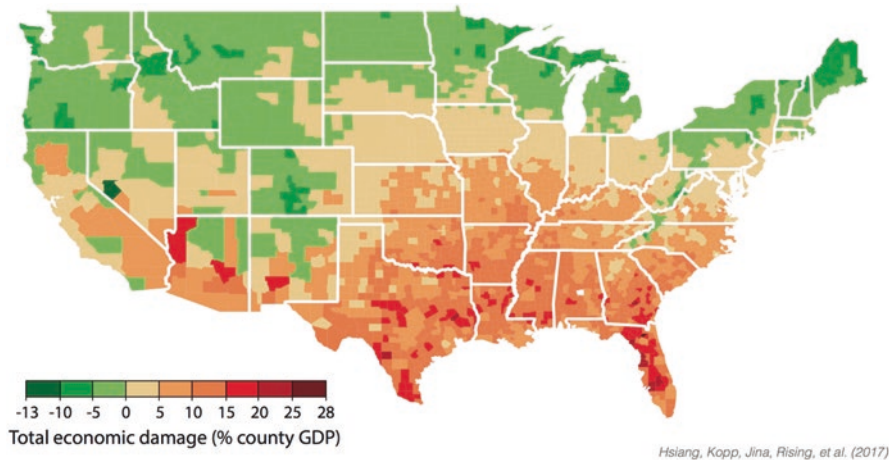 -13 -10 -5 0 5 10 15 20 25 28
Total economic damage (% county GDP)
Hsiang, Kopp, Jina, Rising, et al. (2017)